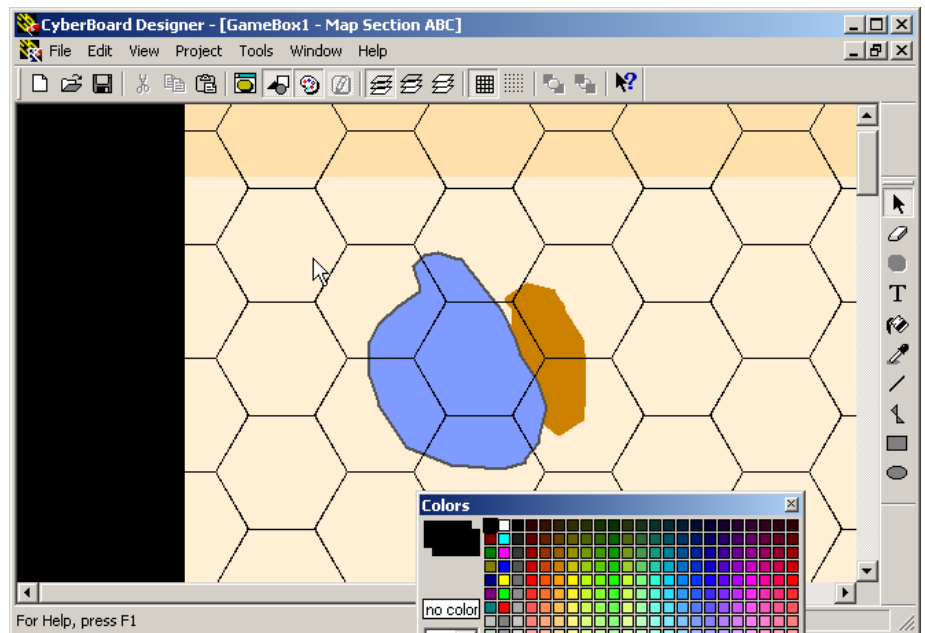 CyberBoard Designer - [GameBox1 - Map Section ABC]
File Edit View Project Tools Window Help
T
Colors
no color
For Help, press F1